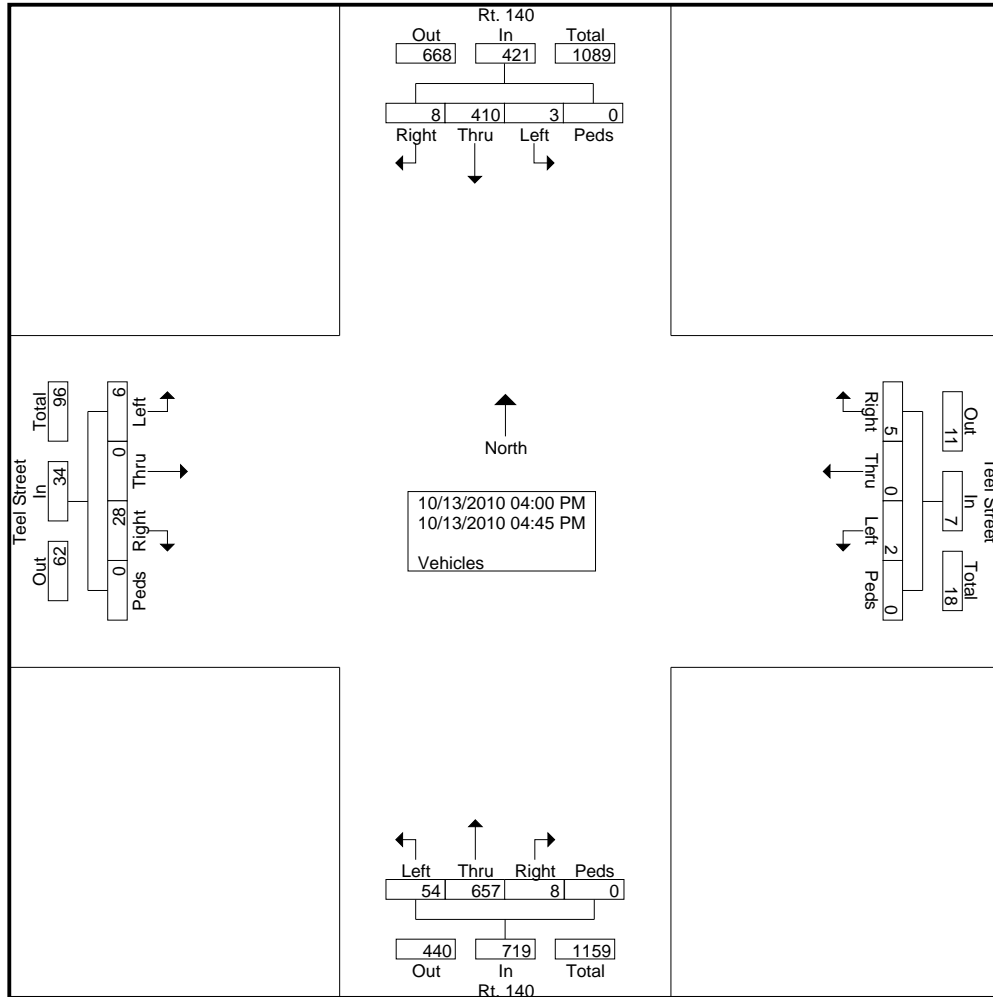 Rt. 140
Out In Total
668 421 1089
8 410 3 0
Right Thru Left Peds
Teel Street
Total 96
In 34
Out 62
Left 6
Thru 0
Right 28
Peds 0
North
10/13/2010 04:00 PM
10/13/2010 04:45 PM
Vehicles
Right 5
Thru 0
Left 2
Peds 0
Out 11
In 7
Total 18
Teel Street
Left Thru Right Peds
54 657 8 0
440 719 1159
Out In Total
Rt. 140